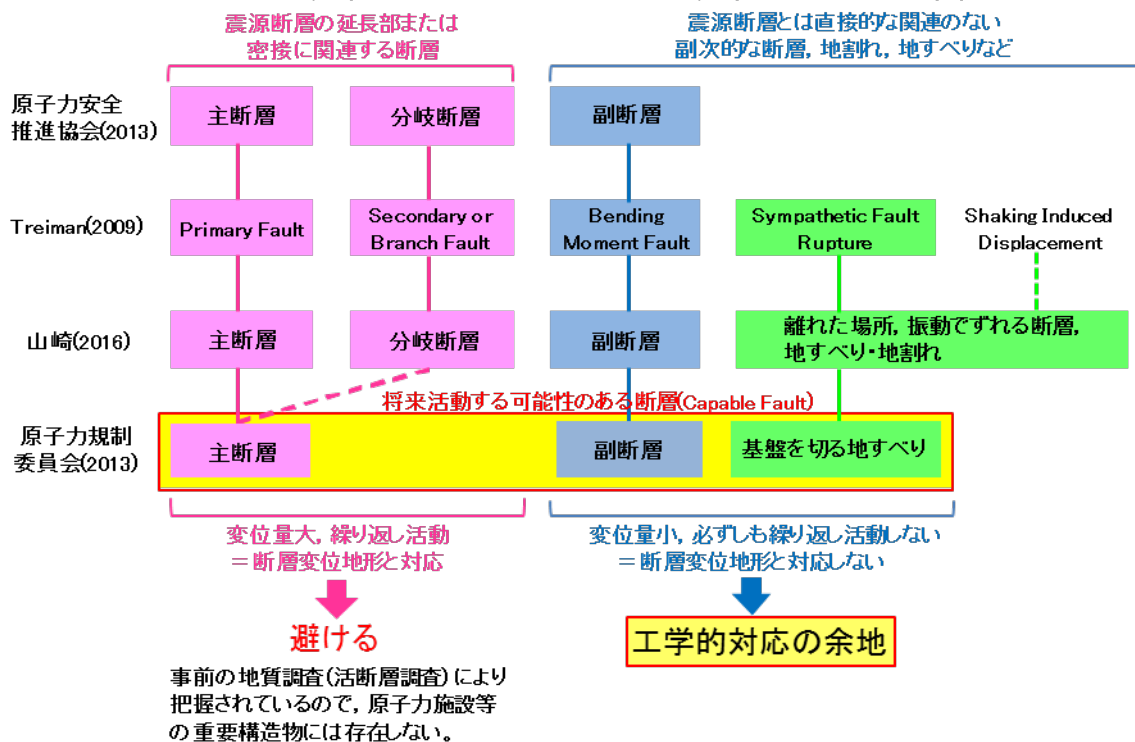 震源断層の延長部または
密接に関連する断層
震源断層とは直接的な関連のない
副次的な断層, 地割れ, 地すべりなど
原子力安全
推進協会(2013)
主断層
分岐断層
副断層
Treiman(2009)
Primary Fault
Secondary or
Branch Fault
Bending
Moment Fault
Sympathetic Fault
Rupture
Shaking Induced
Displacement
山崎(2016)
主断層
分岐断層
副断層
離れた場所, 振動でずれる断層,
地すべり・地割れ
将来活動する可能性のある断層(Capable Fault)
原子力規制
委員会(2013)
主断層
副断層
基盤を切る地すべり
変位量大, 繰り返し活動
＝断層変位地形と対応
変位量小, 必ずしも繰り返し活動しない
＝断層変位地形と対応しない
避ける
工学的対応の余地
事前の地質調査(活断層調査)により
把握されているので, 原子力施設等
の重要構造物には存在しない。